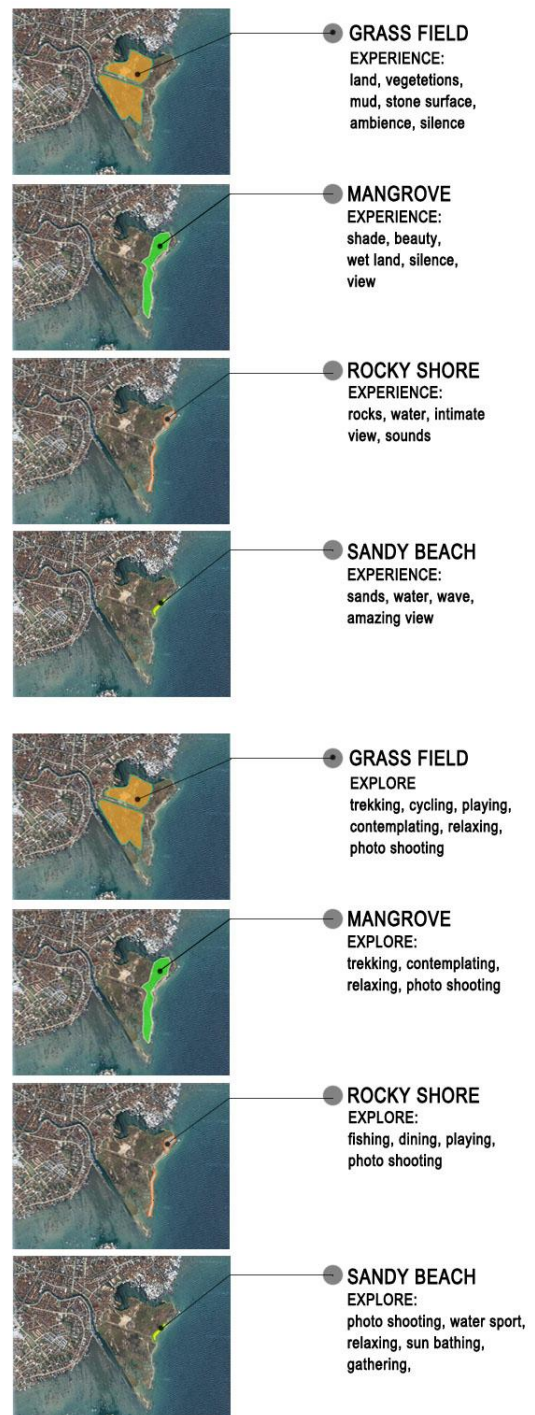 GRASS FIELD
EXPERIENCE:
land, vegetetions,
mud, stone surface,
ambience, silence
MANGROVE
EXPERIENCE:
shade, beauty,
wet land, silence,
view
ROCKY SHORE
EXPERIENCE:
rocks, water, intimate
view, sounds
SANDY BEACH
EXPERIENCE:
sands, water, wave,
amazing view
GRASS FIELD
EXPLORE
trekking, cycling, playing,
contemplating, relaxing,
photo shooting
MANGROVE
EXPLORE:
trekking, contemplating,
relaxing, photo shooting
ROCKY SHORE
EXPLORE:
fishing, dining, playing,
photo shooting
SANDY BEACH
EXPLORE:
photo shooting, water sport,
relaxing, sun bathing,
gathering,